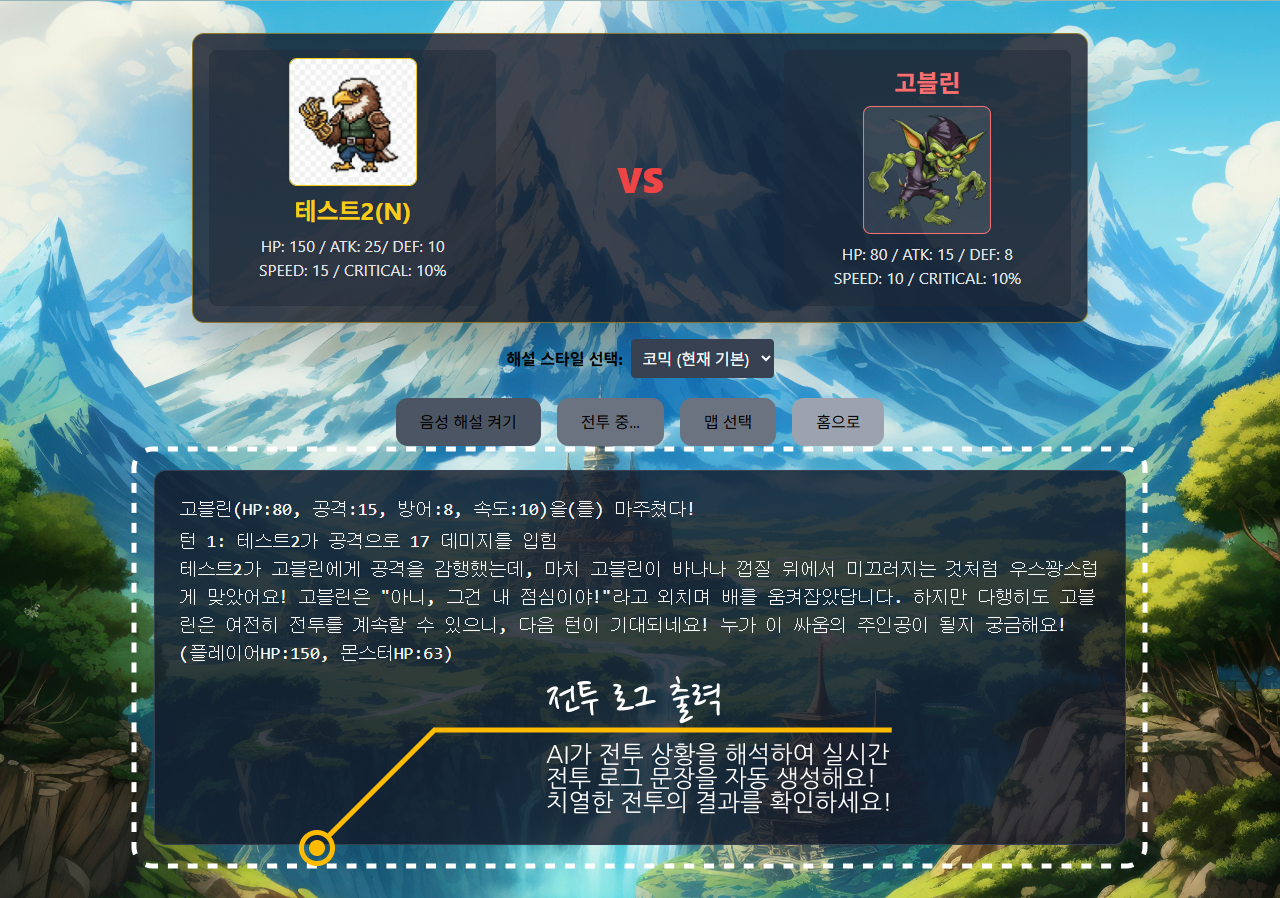 고블린
VS
테스트2(N)
HP: 150 / ATK: 25/ DEF: 10
SPEED: 15 / CRITICAL: 10%
HP: 80 / ATK: 15 / DEF: 8
SPEED: 10 / CRITICAL: 10%
해설 스타일 선택: 코믹 (현재 기본)
음성 해설 켜기 전투 중... 맵 선택 홈으로
고블린(HP:80, 공격:15, 방어:8, 속도:10)을(를) 마주쳤다!
턴 1: 테스트2가 공격으로 17 데미지를 입힘
테스트2가 고블린에게 공격을 감행했는데, 마치 고블린이 바나나 껍질 위에서 미끄러지는 것처럼 우스꽝스럽
게 맞았어요! 고블린은 "아니, 그건 내 점심이야!"라고 외치며 배를 움켜잡았답니다. 하지만 다행히도 고블
린은 여전히 전투를 계속할 수 있으니, 다음 턴이 기대되네요! 누가 이 싸움의 주인공이 될지 궁금해요!
(플레이어HP:150, 몬스터HP:63)
전투 로그 출력
AI가 전투 상황을 해석하여 실시간
전투 로그 문장을 자동 생성해요!
치열한 전투의 결과를 확인하세요!